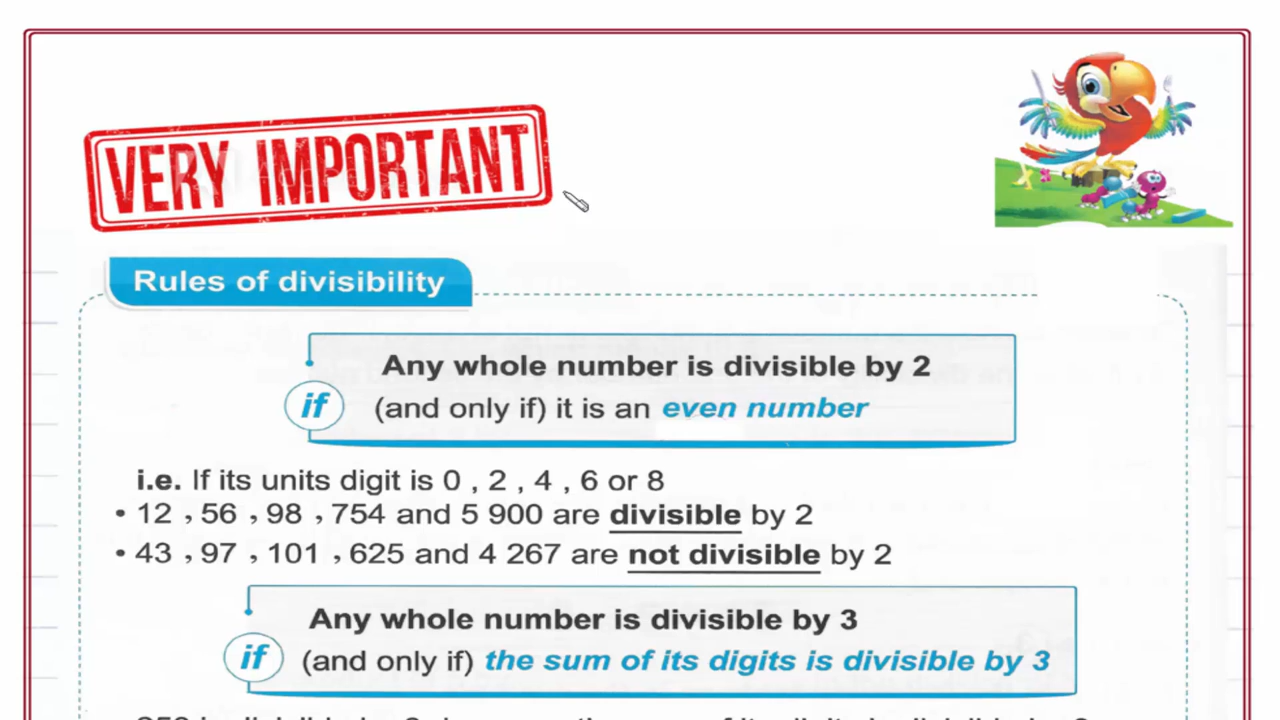 VERY IMPORTANT
Rules of divisibility
Any whole number is divisible by 2
if (and only if) it is an even number
i.e. If its units digit is 0 , 2 , 4 , 6 or 8
• 12 , 56 , 98 , 754 and 5 900 are divisible by 2
• 43 , 97 , 101 , 625 and 4 267 are not divisible by 2
Any whole number is divisible by 3
if (and only if) the sum of its digits is divisible by 3